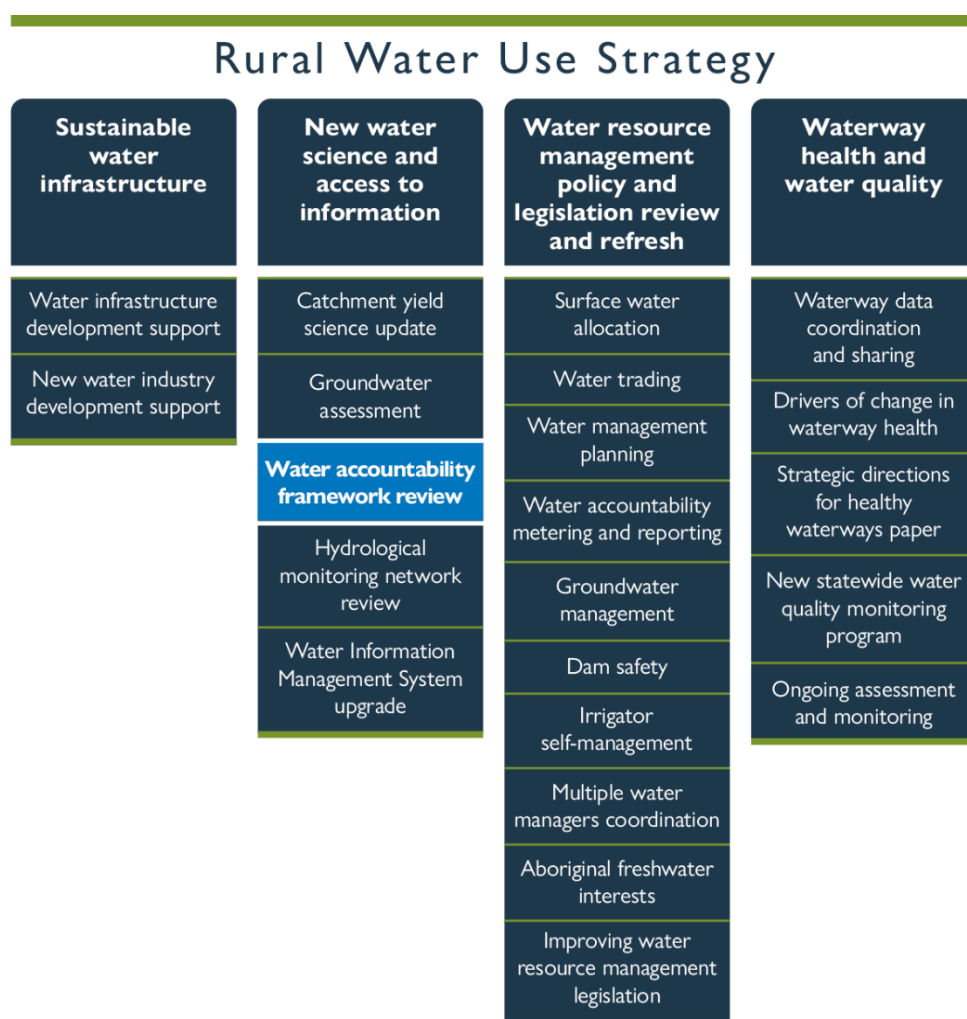 Rural Water Use Strategy
Sustainable
water
infrastructure
Water infrastructure
development support
New water industry
development support
New water
science and
access to
information
Catchment yield
science update
Groundwater
assessment
Water accountability
framework review
Hydrological
monitoring network
review
Water Information
Management System
upgrade
Water resource
management
policy and
legislation review
and refresh
Surface water
allocation
Water trading
Water management
planning
Water accountability
metering and reporting
Groundwater
management
Dam safety
Irrigator
self-management
Multiple water
managers coordination
Aboriginal freshwater
interests
Improving water
resource management
legislation
Waterway
health and
water quality
Waterway data
coordination
and sharing
Drivers of change in
waterway health
Strategic directions
for healthy
waterways paper
New statewide water
quality monitoring
program
Ongoing assessment
and monitoring